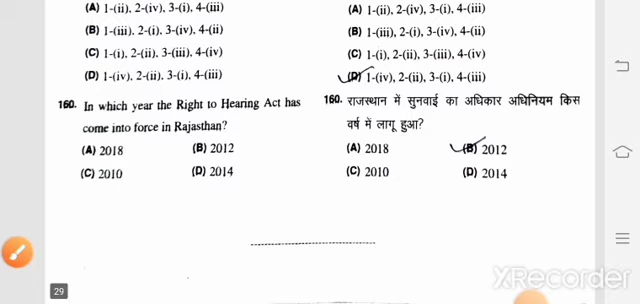 (A) 1-(ii), 2-(iv), 3-(i), 4-(iii)
(B) 1-(iii). 2-(i). 3-(iv), 4-(ii)
(C) 1-(i), 2-(ii). 3-(iii), 4-(iv)
(D) 1-(iv), 2-(ii). 3-(i), 4-(iii)
160. In which year the Right to Hearing Act has
come into force in Rajasthan?
(A) 2018
(B) 2012
(C) 2010
(D) 2014
(A) 1-(ii), 2-(iv), 3-(i), 4-(iii)
(B) 1-(iii), 2-(i), 3-(iv), 4-(ii)
(C) 1-(i), 2-(ii), 3-(iii), 4-(iv)
(D) 1-(iv), 2-(ii), 3-(i), 4-(iii)
160. राजस्थान में सुनवाई का अधिकार अधिनियम किस
वर्ष में लागू हुआ?
(A) 2018
(B) 2012
(C) 2010
(D) 2014
29
XRecorder